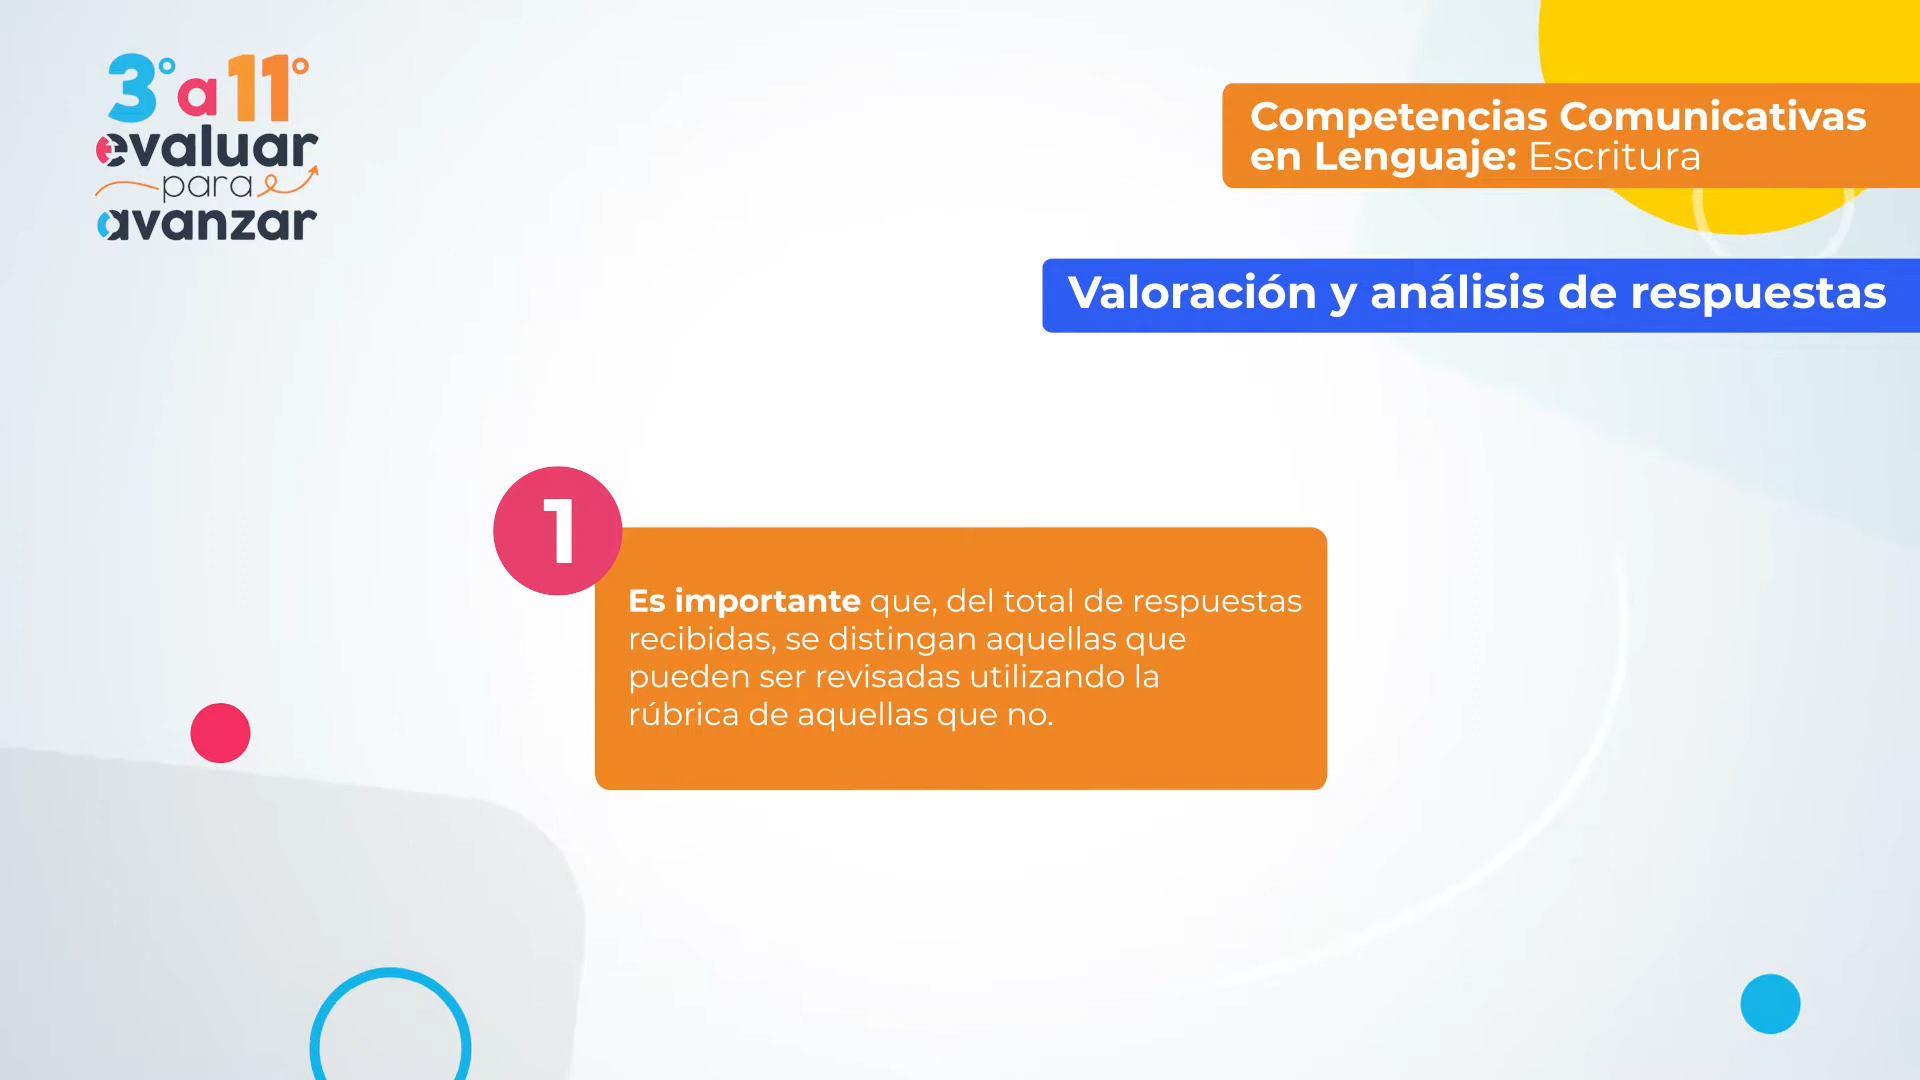 3° a 11°
evaluar
para
avanzar
Competencias Comunicativas
en Lenguaje: Escritura
Valoración y análisis de respuestas
1
Es importante que, del total de respuestas
recibidas, se distingan aquellas que
pueden ser revisadas utilizando la
rúbrica de aquellas que no.